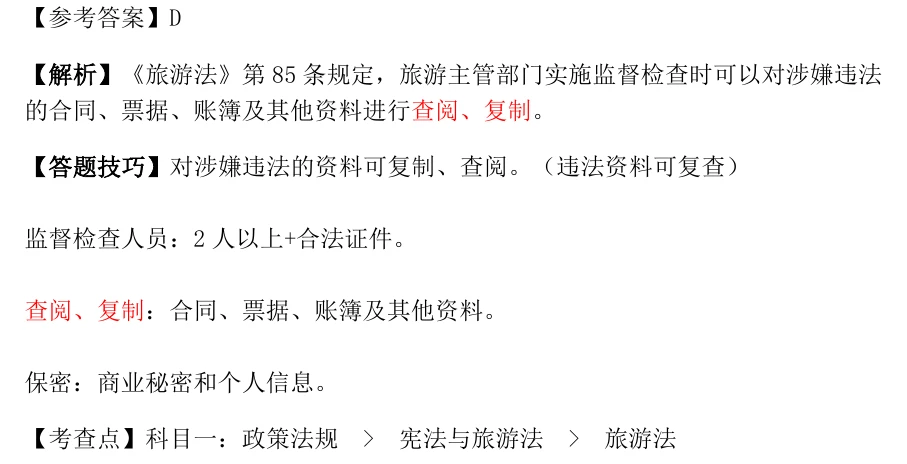 【参考答案】D
【解析】《旅游法》第 85 条规定，旅游主管部门实施监督检查时可以对涉嫌违法
的合同、票据、账簿及其他资料进行查阅、复制。
【答题技巧】对涉嫌违法的资料可复制、查阅。（违法资料可复查）
监督检查人员：2 人以上+合法证件。
查阅、复制：合同、票据、账簿及其他资料。
保密：商业秘密和个人信息。
【考查点】科目一：政策法规 > 宪法与旅游法 > 旅游法